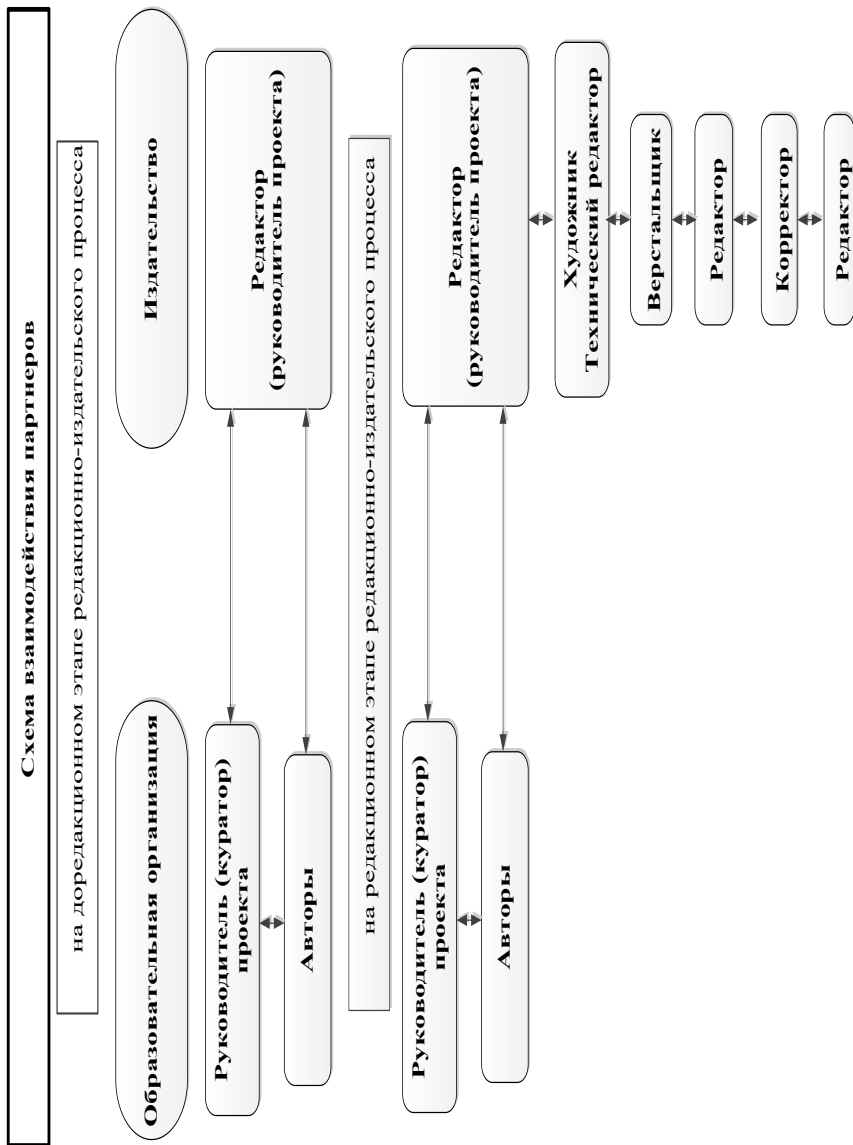 Схема взаимодействия партнеров
на доредакционном этапе редакционно-издательского процесса
Образовательная организация
Издательство
Руководитель (куратор)
проекта
Авторы
Редактор
(руководитель проекта)
на редакционном этапе редакционно-издательского процесса
Руководитель (куратор)
проекта
Авторы
Редактор
(руководитель проекта)
Художник
Технический редактор
Верстальщик
Редактор
Корректор
Редактор